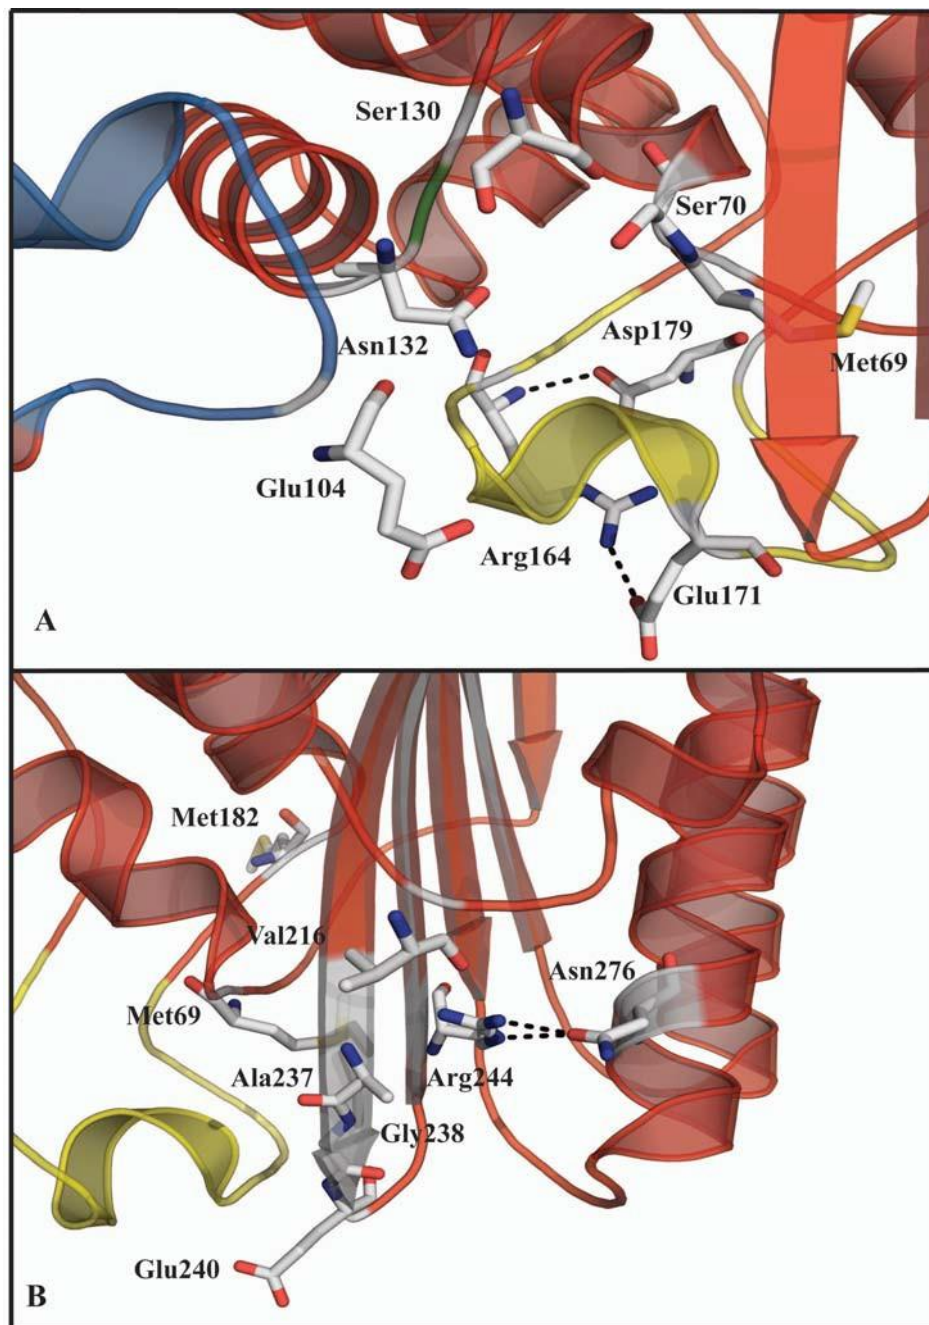 Ser130
Ser70
Asn132
Asp179
Met69
Glu104
Arg164
Glu171
A
Met182
Val216
Asn276
Met69
Ala237
Arg244
Gly238
Glu240
B